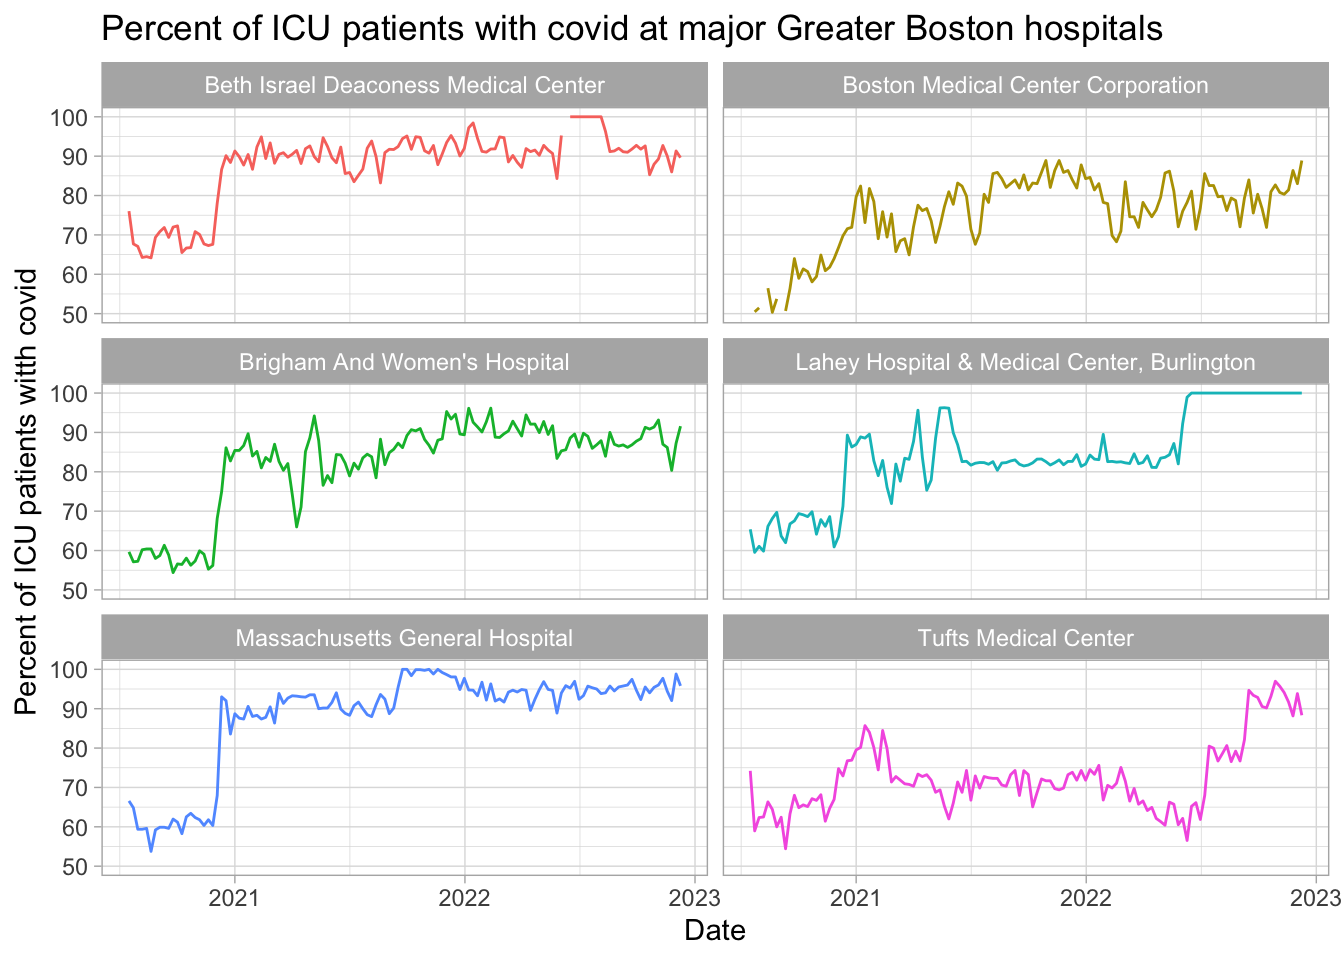 Percent of ICU patients with covid at major Greater Boston hospitals
Beth Israel Deaconess Medical Center
Boston Medical Center Corporation
100
90
80
70
60
50
Brigham And Women's Hospital
Lahey Hospital & Medical Center, Burlington
100
90
80
70
60
50
Massachusetts General Hospital
Tufts Medical Center
100
90
80
70
60
50
Percent of ICU patients witth covid
2021 2022 2023 2021 2022 2023
Date